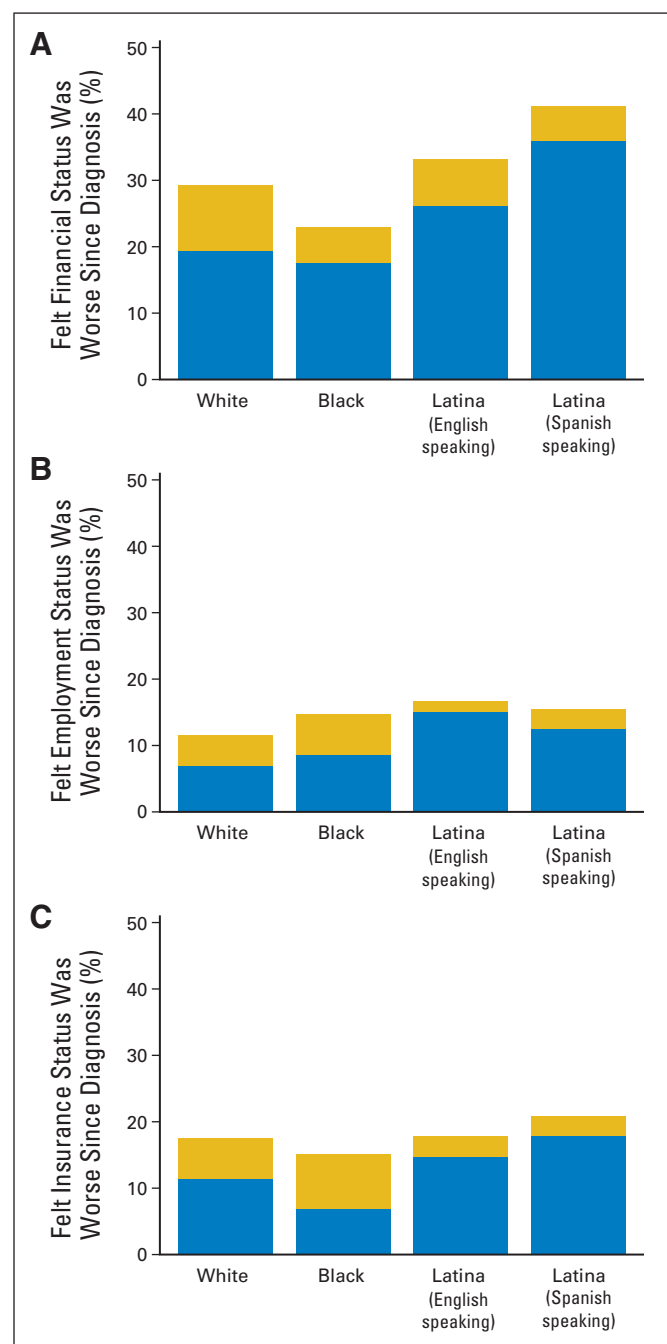 A
Felt Financial Status Was
Worse Since Diagnosis (%)
50
40
30
20
10
0
White
Black
Latina
(English
speaking)
Latina
(Spanish
speaking)
B
Felt Employment Status Was
Worse Since Diagnosis (%)
50
40
30
20
10
0
White
Black
Latina
(English
speaking)
Latina
(Spanish
speaking)
C
Felt Insurance Status Was
Worse Since Diagnosis (%)
50
40
30
20
10
0
White
Black
Latina
(English
speaking)
Latina
(Spanish
speaking)